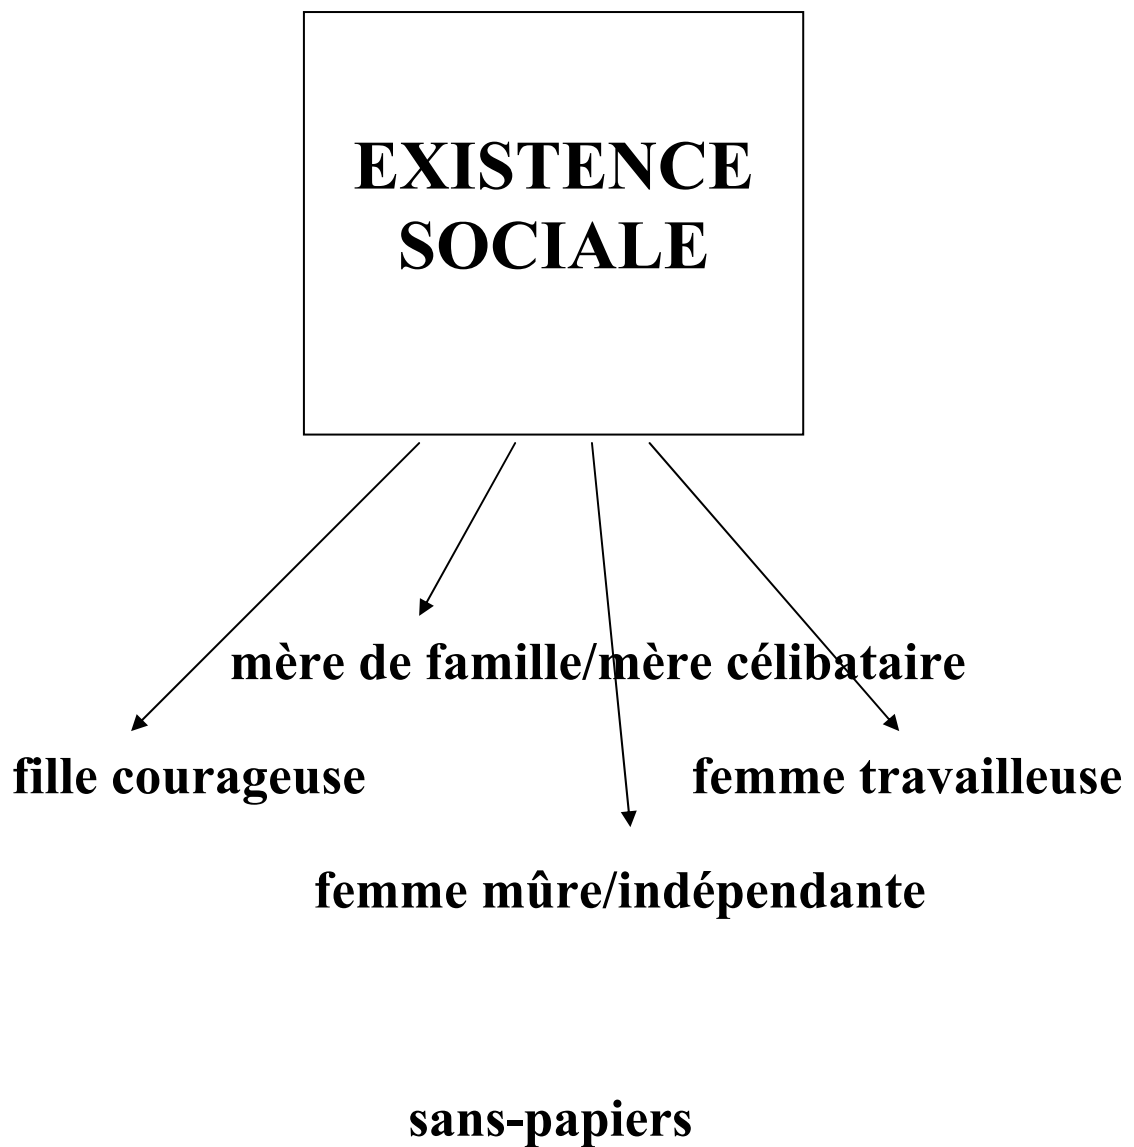 EXISTENCE
SOCIALE
mère de famille/mère célibataire
fille courageuse
femme travailleuse
femme mûre/indépendante
sans-papiers